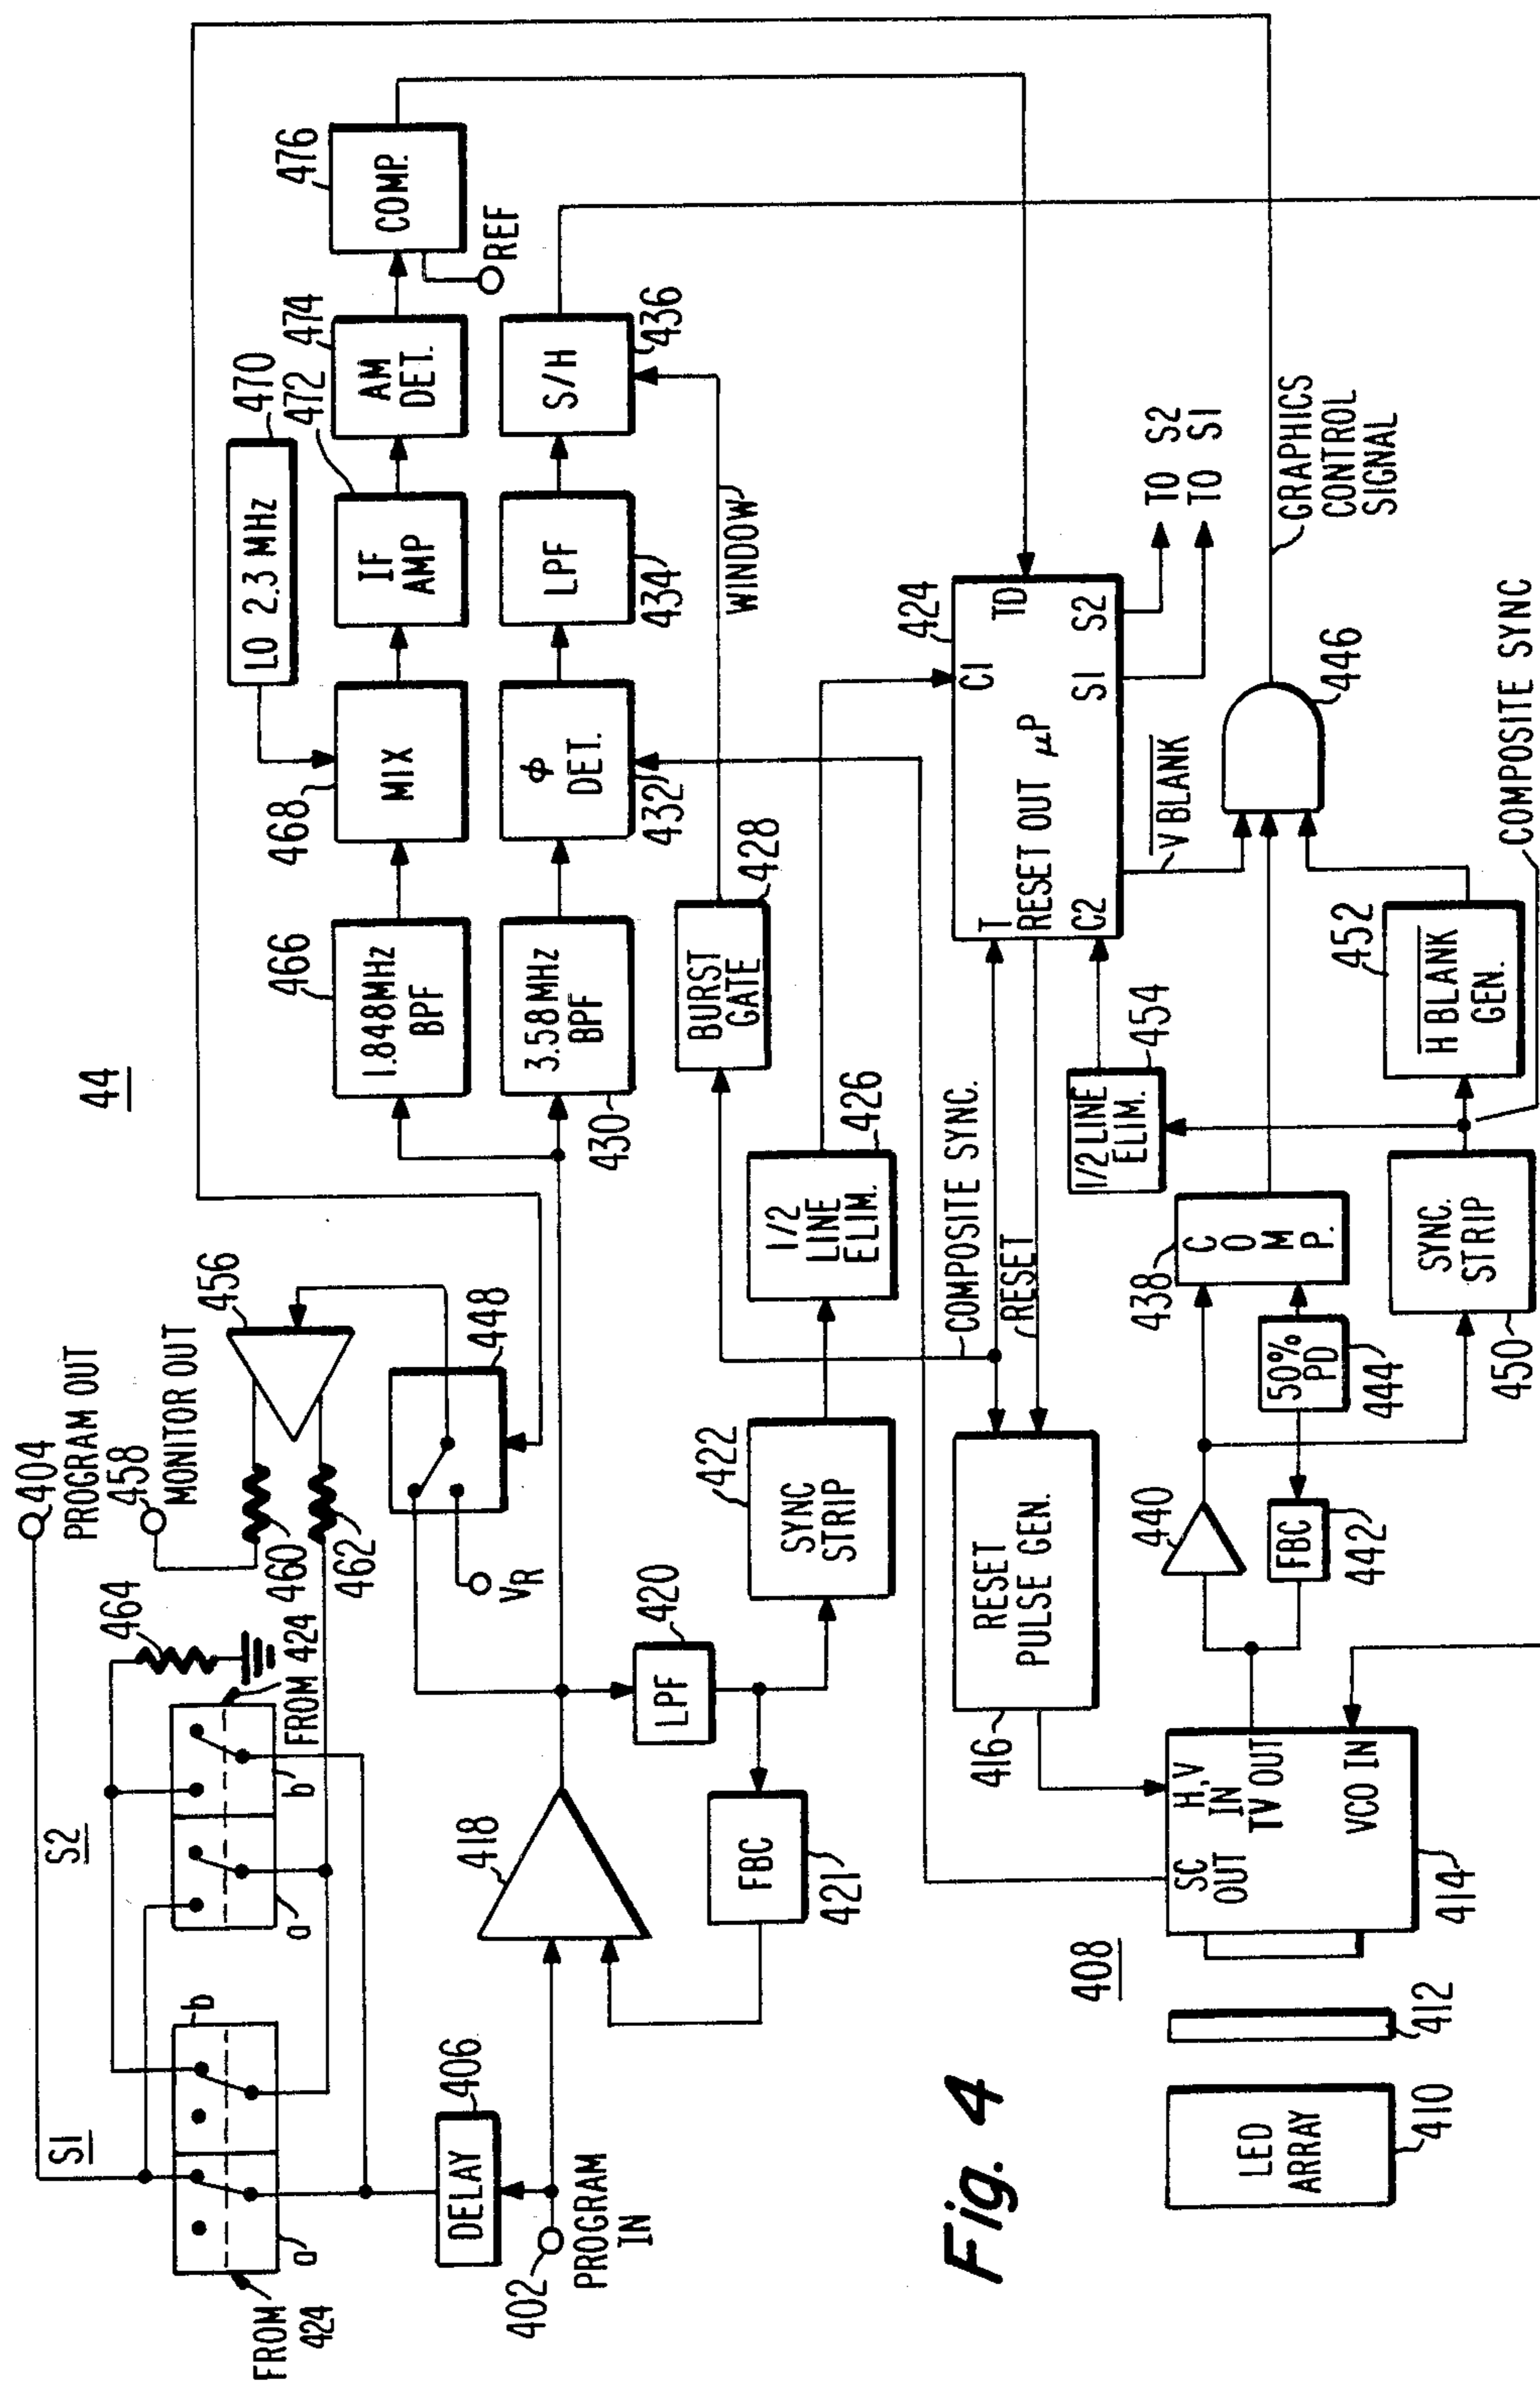 44
476
COMP.
REF
474
AM
DET.
436
S/H
470
LO 2.3 MHz
472
IF
AMP
434
LPF
WINDOW
468
MIX
432
Φ
DET.
466
1.848MHz
BPF
430
3.58MHz
BPF
428
BURST
GATE
426
1/2
LINE
ELIM.
422
SYNC
STRIP
424
C1
TD
T
RESET OUT
μP
C2
S1
S2
TO S2
TO S1
V BLANK
GRAPHICS
CONTROL
SIGNAL
446
COMPOSITE SYNC
452
H BLANK
GEN.
454
1/2 LINE
ELIM.
COMPOSITE SYNC.
RESET
438
COMP.
450
SYNC.
STRIP
444
50%
PD
440
442
FBC
416
RESET
PULSE GEN.
414
SC
OUT
H,V
IN
TV OUT
VCO IN
408
412
410
LED
ARRAY
404
PROGRAM OUT
458
MONITOR OUT
456
460
462
464
448
VR
420
LPF
418
421
FBC
S2
a
b
FROM 424
S1
a
b
FROM
424
406
DELAY
402
PROGRAM
IN
Fig. 4